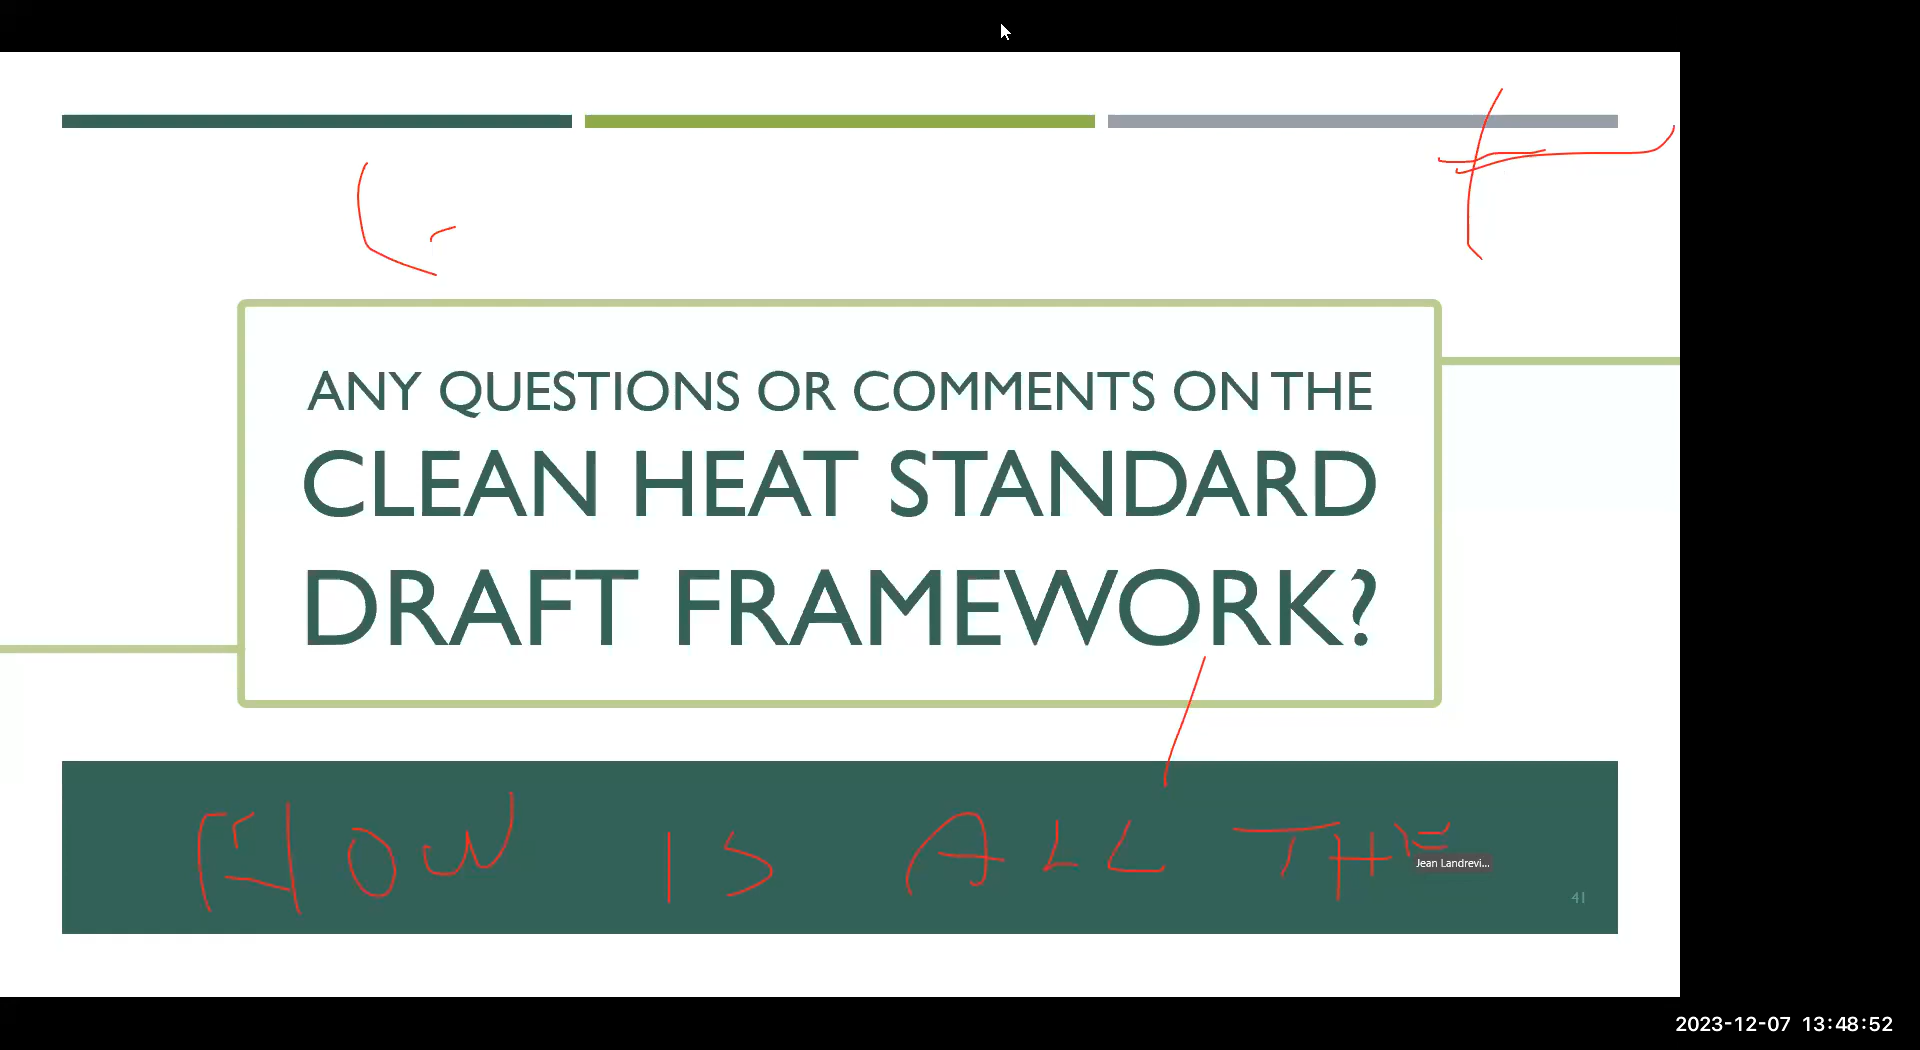 ANY QUESTIONS OR COMMENTS ON THE
CLEAN HEAT STANDARD
DRAFT FRAMEWORK?
HOW IS ALL THE
Jean Landrevi...
41
2023-12-07 13:48:52